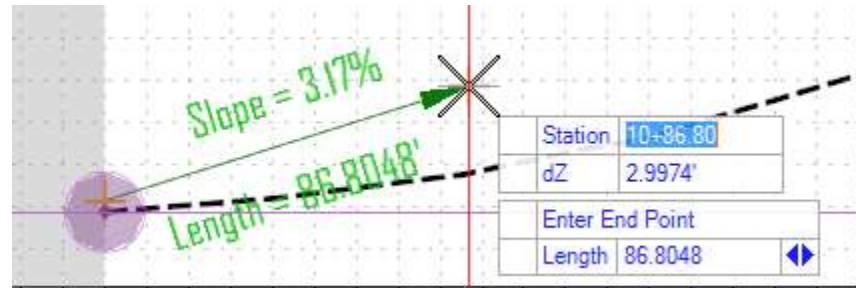 Slope = 3.17%
Length = 86.8048'
Station 10+86.80
dZ 2.9974'
Enter End Point
Length 86.8048